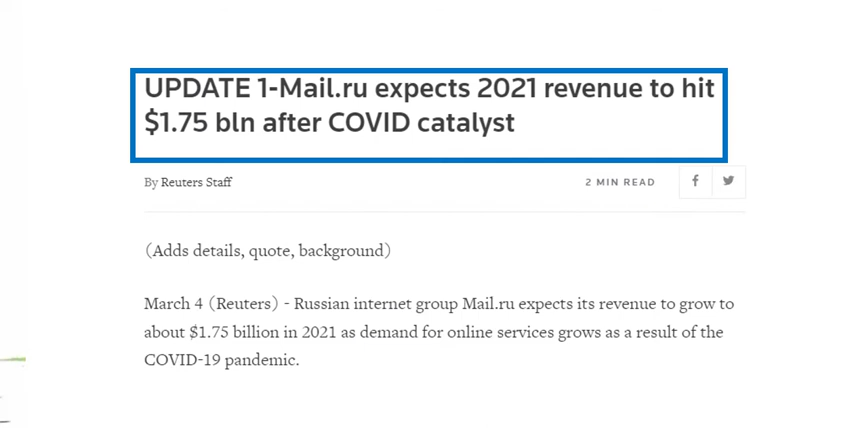 UPDATE 1-Mail.ru expects 2021 revenue to hit
$1.75 bln after COVID catalyst
By Reuters Staff
2 MIN READ
(Adds details, quote, background)
March 4 (Reuters) - Russian internet group Mail.ru expects its revenue to grow to
about $1.75 billion in 2021 as demand for online services grows as a result of the
COVID-19 pandemic.